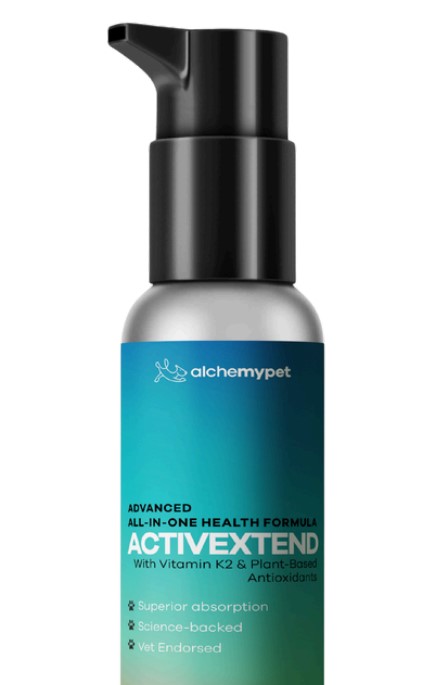 alchemypet
ADVANCED
ALL-IN-ONE HEALTH FORMULA
ACTIVEXTEND
With Vitamin K2 & Plant-Based
Antioxidants
Superior absorption
Science-backed
Vet Endorsed